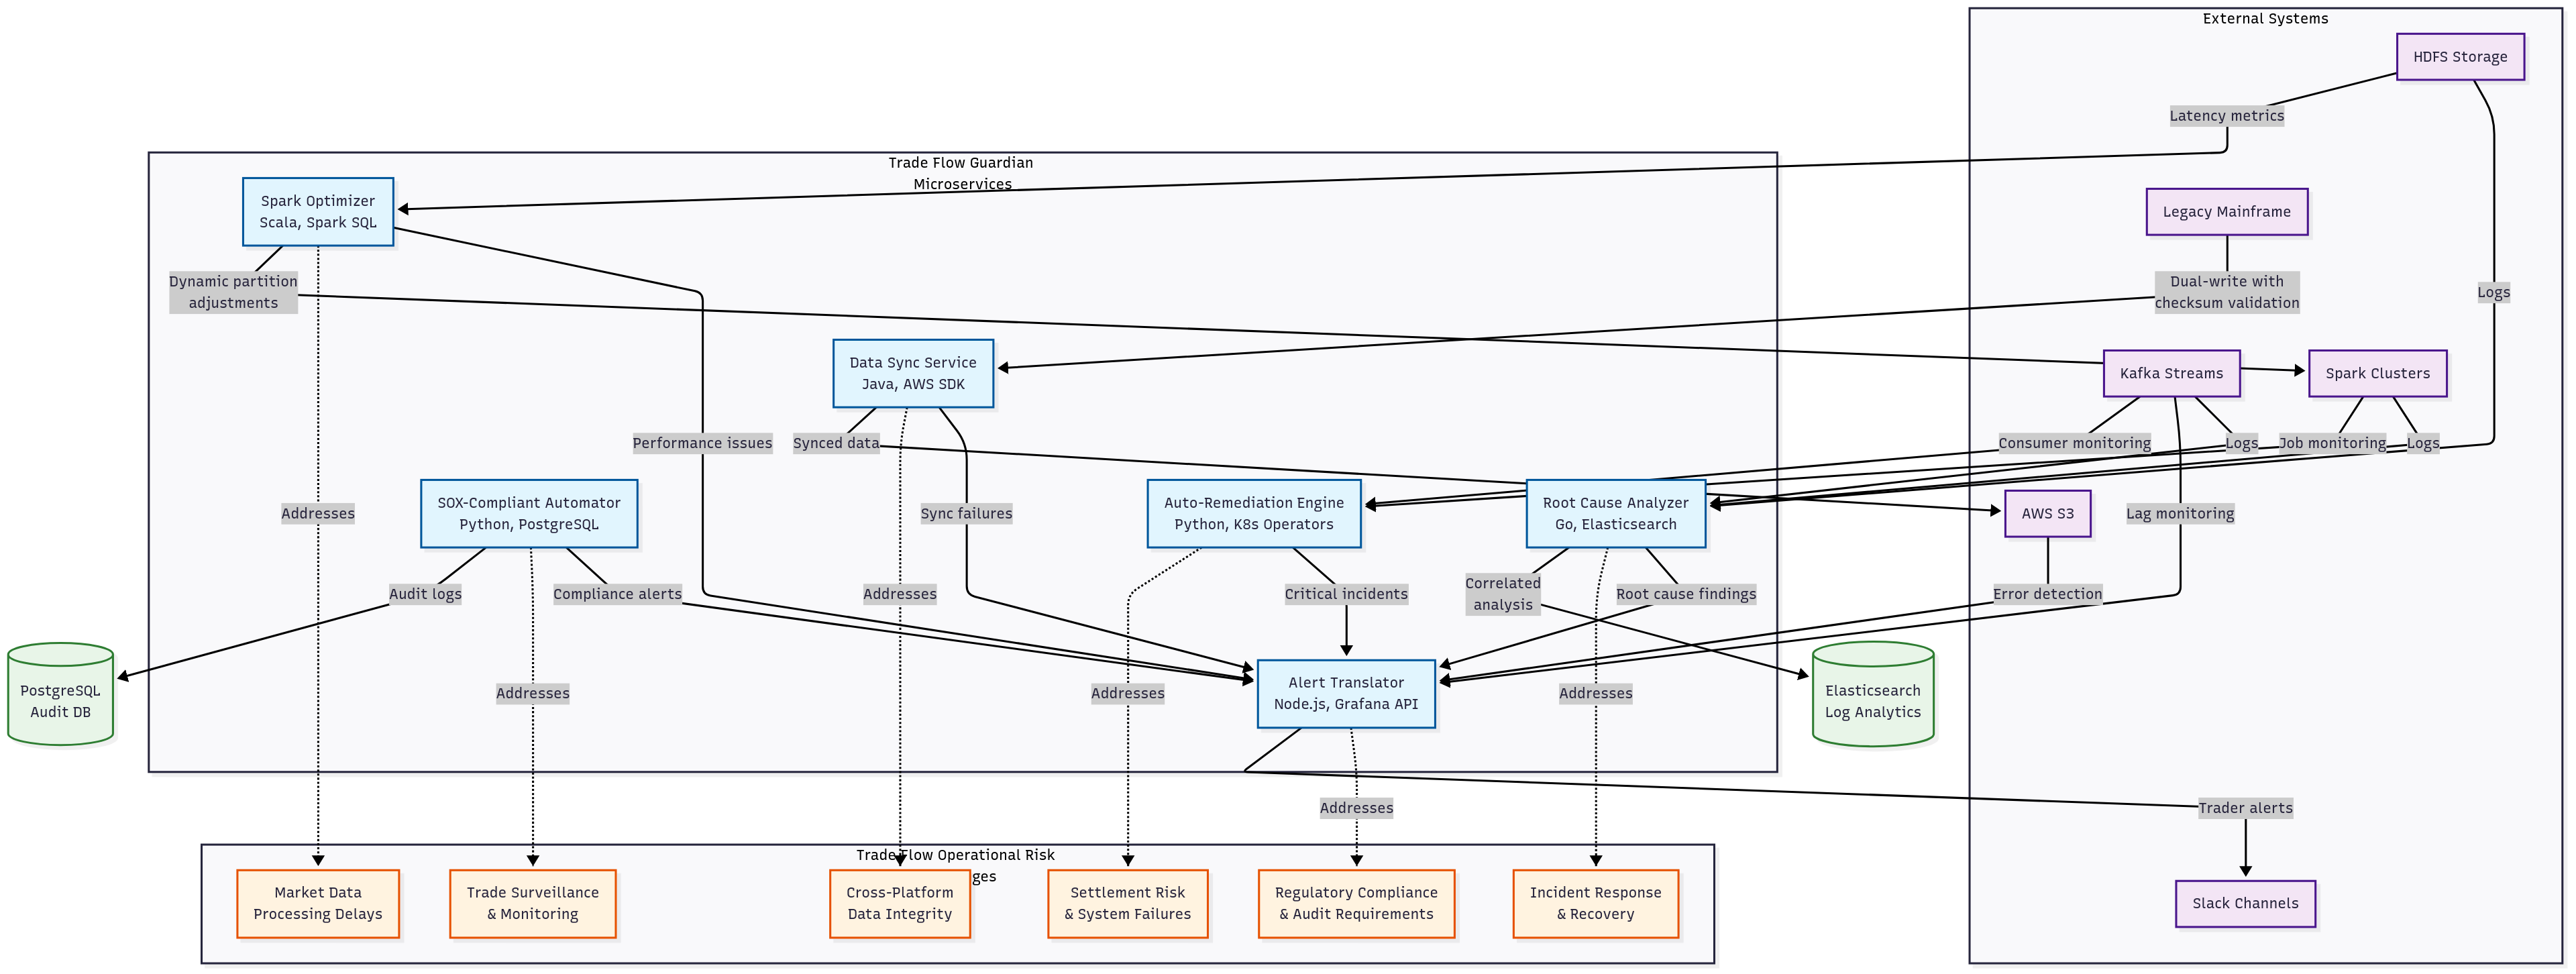 External Systems
HDFS Storage
Latency metrics
Trade Flow Guardian
Microservices
Spark Optimizer
Scala, Spark SQL
Legacy Mainframe
Dynamic partition
adjustments
Dual-write with
checksum validation
Logs
Data Sync Service
Java, AWS SDK
Kafka Streams
Spark Clusters
Performance issues
Synced data
Consumer monitoring
Logs
Job monitoring
Logs
SOX-Compliant Automator
Python, PostgreSQL
Auto-Remediation Engine
Python, K8s Operators
Root Cause Analyzer
Go, Elasticsearch
AWS S3
Addresses
Sync failures
Lag monitoring
Audit logs
Compliance alerts
Addresses
Critical incidents
Correlated
analysis
Root cause findings
Error detection
PostgreSQL
Audit DB
Addresses
Addresses
Alert Translator
Node.js, Grafana API
Addresses
Elasticsearch
Log Analytics
Addresses
Trader alerts
Trade Flow Operational Risk
Market Data
Processing Delays
Trade Surveillance
& Monitoring
Cross-Platform
Data Integrity
Settlement Risk
& System Failures
Regulatory Compliance
& Audit Requirements
Incident Response
& Recovery
Slack Channels